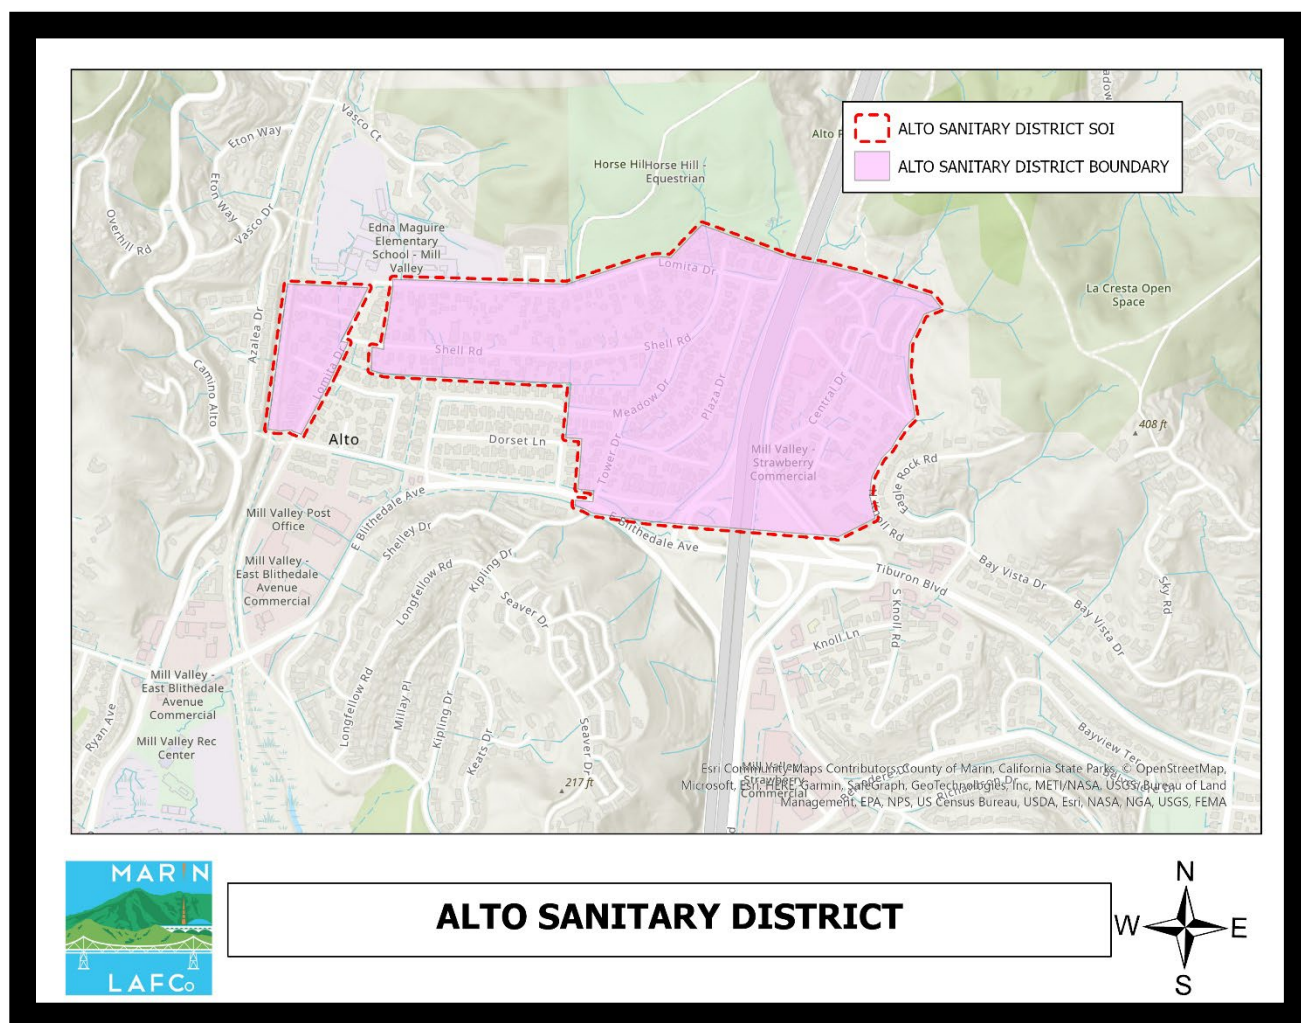 ALTO SANITARY DISTRICT SOI
ALTO SANITARY DISTRICT BOUNDARY
Vasco Ct
Eton Way
Eton Way
Vasco Dr
Overhill Rd
Edna Maguire
Elementary
School - Mill
Valley
Horse Hill
Horse Hill -
Equestrian
Alto
La Cresta Open
Space
Azalea Dr
Camino Alto
Lomita Dr
Lomita Dr
Shell Rd
Shell Rd
Meadow Dr
Plaza Dr
Central Dr
Tower Dr
Dorset Ln
Alto
Mill Valley -
Strawberry
Commercial
408 ft
Eagle Rock Rd
Mill Valley Post
Office
E Blithedale Ave
E Blithedale Ave
Shelley Dr
Kipling Dr
Longfellow Rd
Seaver Dr
Mill Valley -
East Blithedale
Avenue
Commercial
Tiburon Blvd
Bay Vista Dr
Bay Vista Dr
Sky Rd
S Knoll Rd
Knoll Ln
Mill Valley -
East Blithedale
Avenue
Commercial
Ryan Ave
Mill Valley Rec
Center
Longfellow Rd
Millay Pl
Kipling Dr
Keats Dr
Seaver Dr
217 ft
Bayview Ter
Mill Valley -
Strawberry
Commercial
Richardson Dr
Esri Community Maps Contributors, County of Marin, California State Parks, © OpenStreetMap,
Microsoft, Esri, HERE, Garmin, SafeGraph, GeoTechnologies, Inc, METI/NASA, USGS, Bureau of Land
Management, EPA, NPS, US Census Bureau, USDA, Esri, NASA, NGA, USGS, FEMA
MARIN
LAFCo
ALTO SANITARY DISTRICT
N
W
E
S